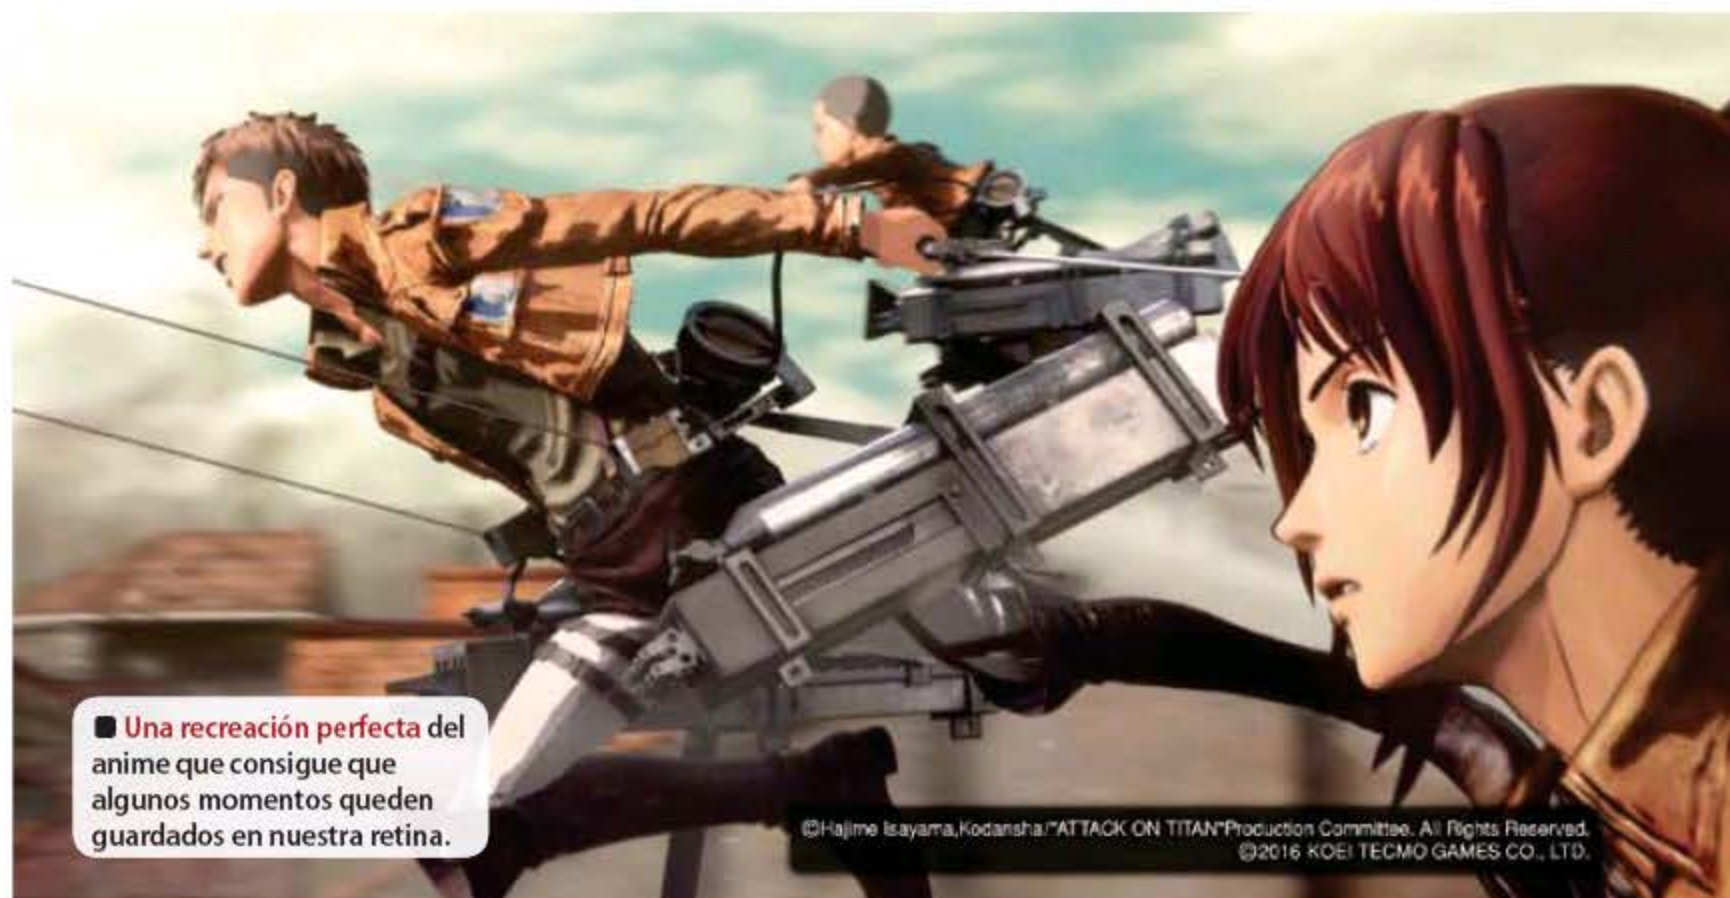 ■ Una recreación perfecta del
anime que consigue que
algunos momentos queden
guardados en nuestra retina.
©Hajime Isayama,Kodansha/"ATTACK ON TITAN"Production Committee. All Rights Reserved.
©2016 KOEI TECMO GAMES CO., LTD.